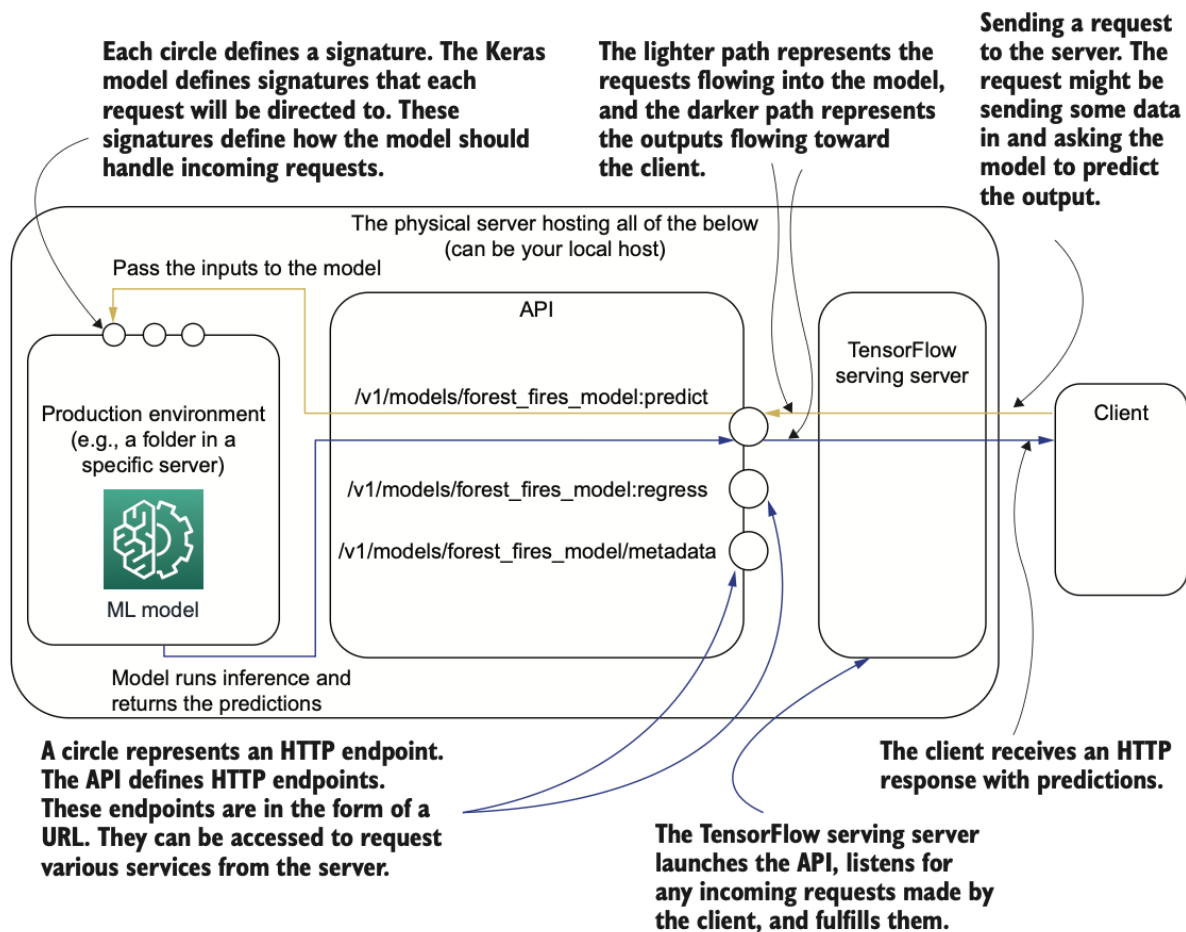 Each circle defines a signature. The Keras
model defines signatures that each
request will be directed to. These
signatures define how the model should
handle incoming requests.
The lighter path represents the
requests flowing into the model,
and the darker path represents
the outputs flowing toward
the client.
Sending a request
to the server. The
request might be
sending some data
in and asking the
model to predict
the output.
The physical server hosting all of the below
(can be your local host)
Pass the inputs to the model
API
TensorFlow
serving server
/v1/models/forest_fires_model:predict
Client
Production environment
(e.g., a folder in a
specific server)
/v1/models/forest_fires_model:regress
/v1/models/forest_fires_model/metadata
ML model
Model runs inference and
returns the predictions
A circle represents an HTTP endpoint.
The API defines HTTP endpoints.
These endpoints are in the form of a
URL. They can be accessed to request
various services from the server.
The client receives an HTTP
response with predictions.
The TensorFlow serving server
launches the API, listens for
any incoming requests made by
the client, and fulfills them.